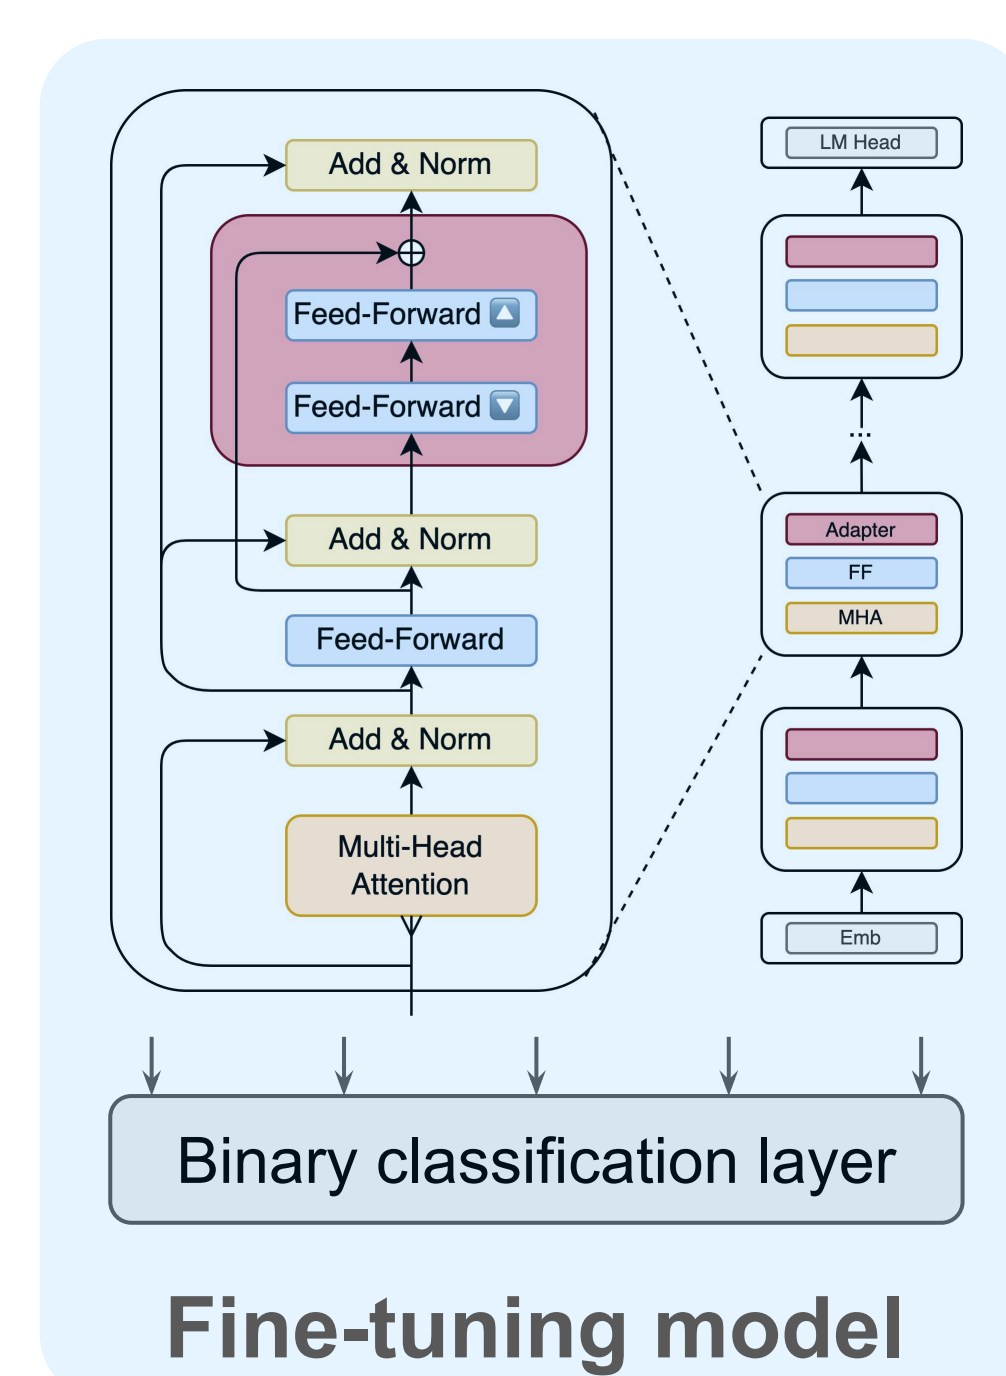 Add & Norm
Feed-Forward 🔼
Feed-Forward 🔽
Add & Norm
Feed-Forward
Add & Norm
Multi-Head
Attention
LM Head
...
Adapter
FF
MHA
Emb
Binary classification layer
Fine-tuning model